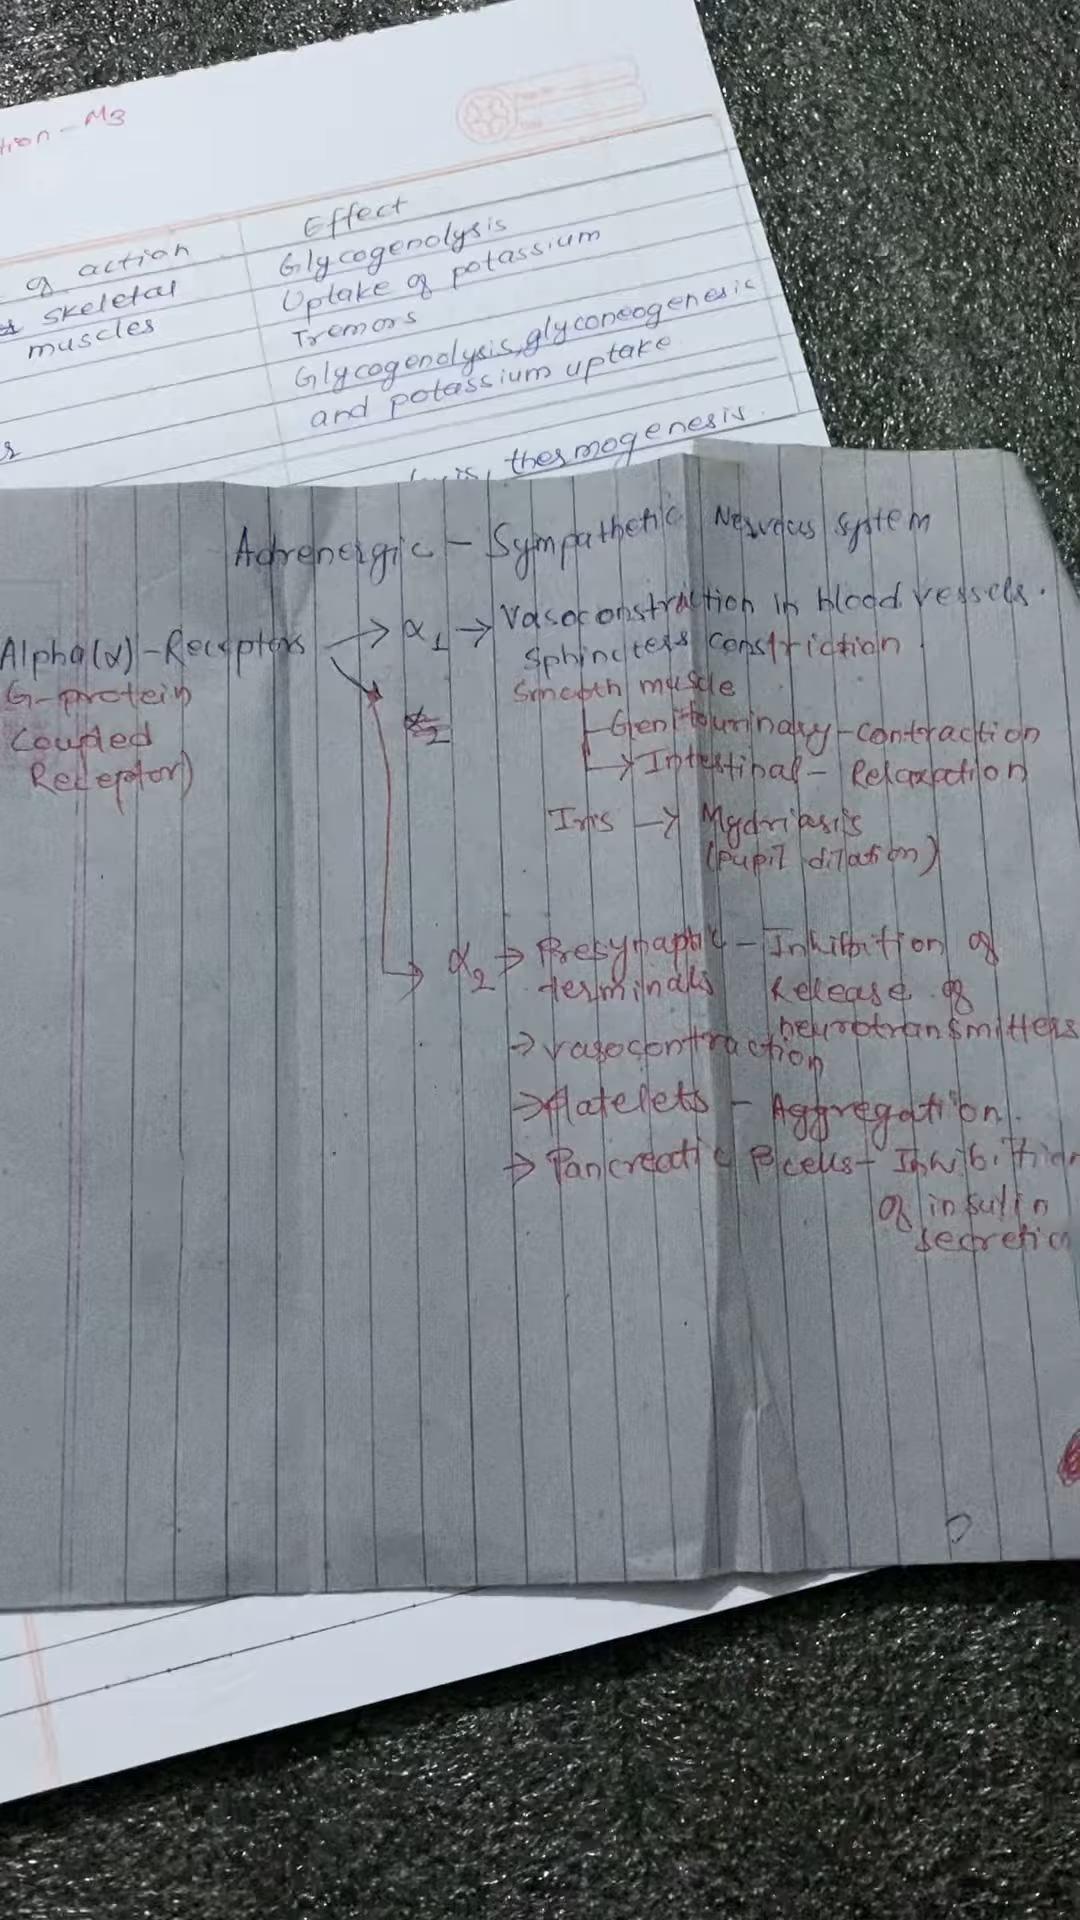 tion - M3
Effect
of action
Glycogenolysis
skeletal
Uptake of potassium
muscles
Tremors
Glycogenolysis, glyconeogenesis
and potassium uptake
thermogenesis.
Adrenergic - Sympathetic Nervous system
Alpha(α)-Receptors → α1 → Vasoconstraction in blood vessels.
Sphincters constriction
G-protein
Smooth muscle
Coupled
Genitourinary - contraction
Receptor)
→ Intestinal - Relaxaction
Iris → Mydriasis
(Pupil dilation)
α2 → Presynaptic - Inhibition of
terminals Release of
neurotransmitters
→ vasocontraction
→ Platelets - Aggregation.
→ Pancreatic β cells - Inhibition
of insulin
secretio